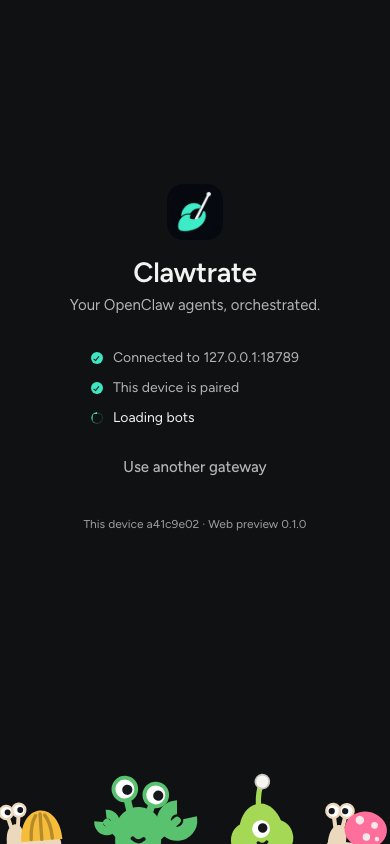 Clawtrate
Your OpenClaw agents, orchestrated.
Connected to 127.0.0.1:18789
This device is paired
Loading bots
Use another gateway
This device a41c9e02 · Web preview 0.1.0